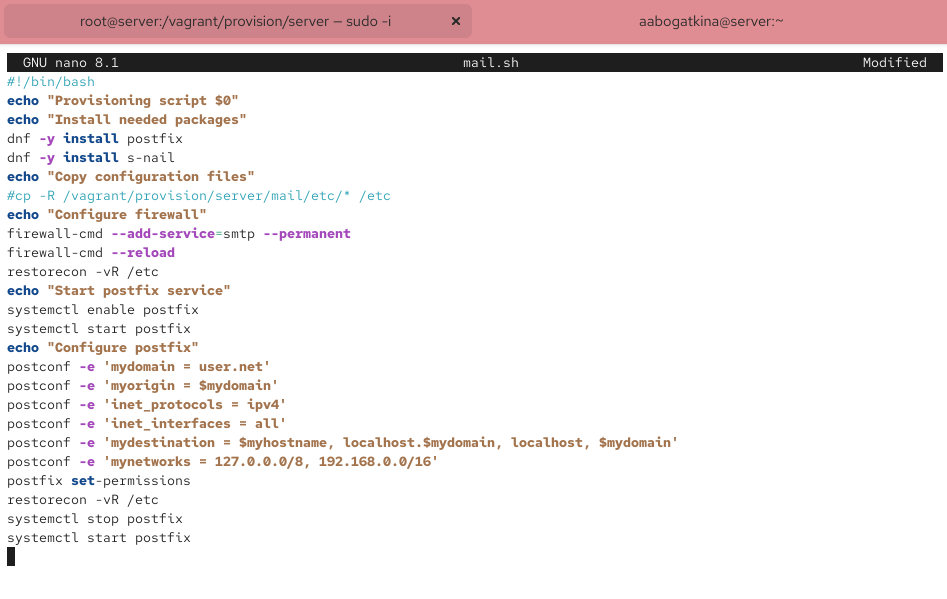 root@server:/vagrant/provision/server — sudo -i × aabogatkina@server:~
GNU nano 8.1 mail.sh Modified
#!/bin/bash
echo "Provisioning script $0"
echo "Install needed packages"
dnf -y install postfix
dnf -y install s-nail
echo "Copy configuration files"
#cp -R /vagrant/provision/server/mail/etc/* /etc
echo "Configure firewall"
firewall-cmd --add-service=smtp --permanent
firewall-cmd --reload
restorecon -vR /etc
echo "Start postfix service"
systemctl enable postfix
systemctl start postfix
echo "Configure postfix"
postconf -e 'mydomain = user.net'
postconf -e 'myorigin = $mydomain'
postconf -e 'inet_protocols = ipv4'
postconf -e 'inet_interfaces = all'
postconf -e 'mydestination = $myhostname, localhost.$mydomain, localhost, $mydomain'
postconf -e 'mynetworks = 127.0.0.0/8, 192.168.0.0/16'
postfix set-permissions
restorecon -vR /etc
systemctl stop postfix
systemctl start postfix